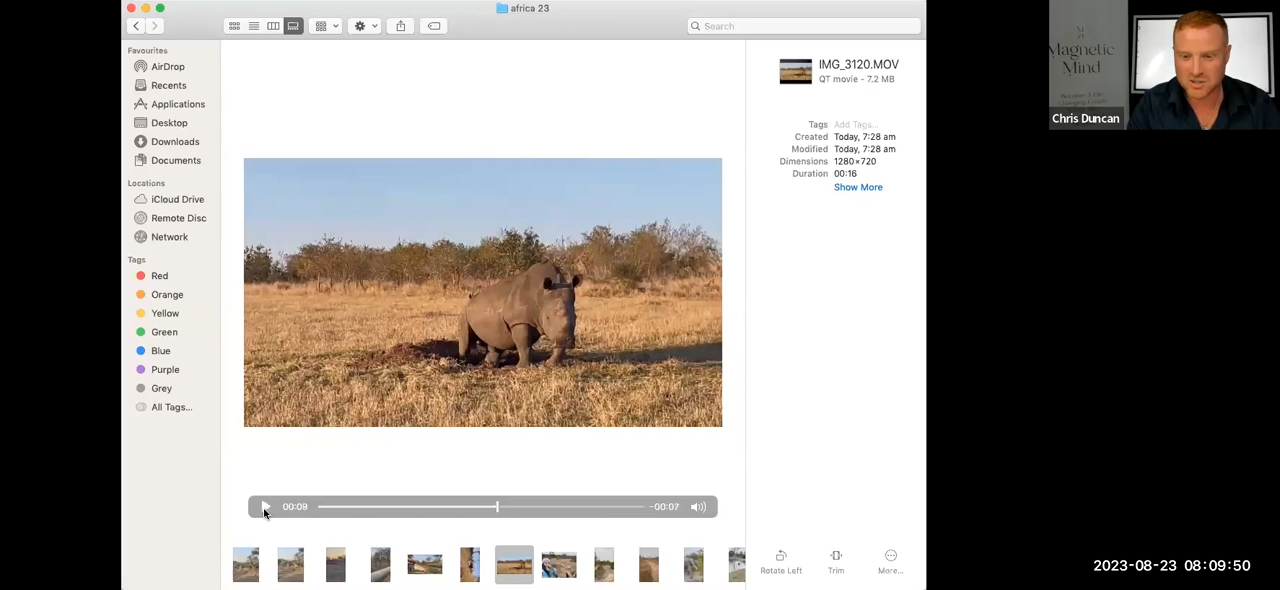 africa 23
Search
Favourites
AirDrop
Recents
Applications
Desktop
Downloads
Documents
Locations
iCloud Drive
Remote Disc
Network
Tags
Red
Orange
Yellow
Green
Blue
Purple
Grey
All Tags...
00:09
-00:07
IMG_3120.MOV
QT movie - 7.2 MB
Tags Add Tags...
Created Today, 7:28 am
Modified Today, 7:28 am
Dimensions 1280×720
Duration 00:16
Show More
Rotate Left
Trim
More...
Magnetic
Mind
Chris Duncan
2023-08-23 08:09:50